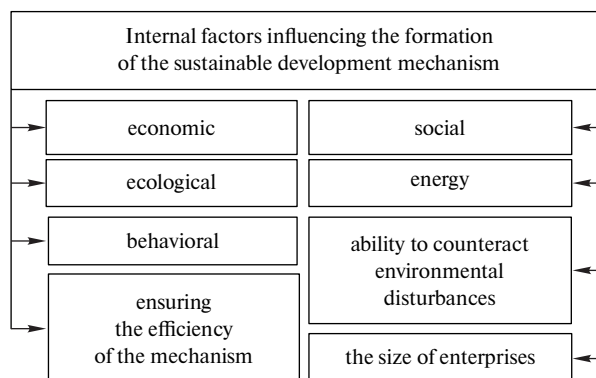 Internal factors influencing the formation
of the sustainable development mechanism
economic
social
ecological
energy
behavioral
ability to counteract
environmental
disturbances
ensuring
the efficiency
of the mechanism
the size of enterprises